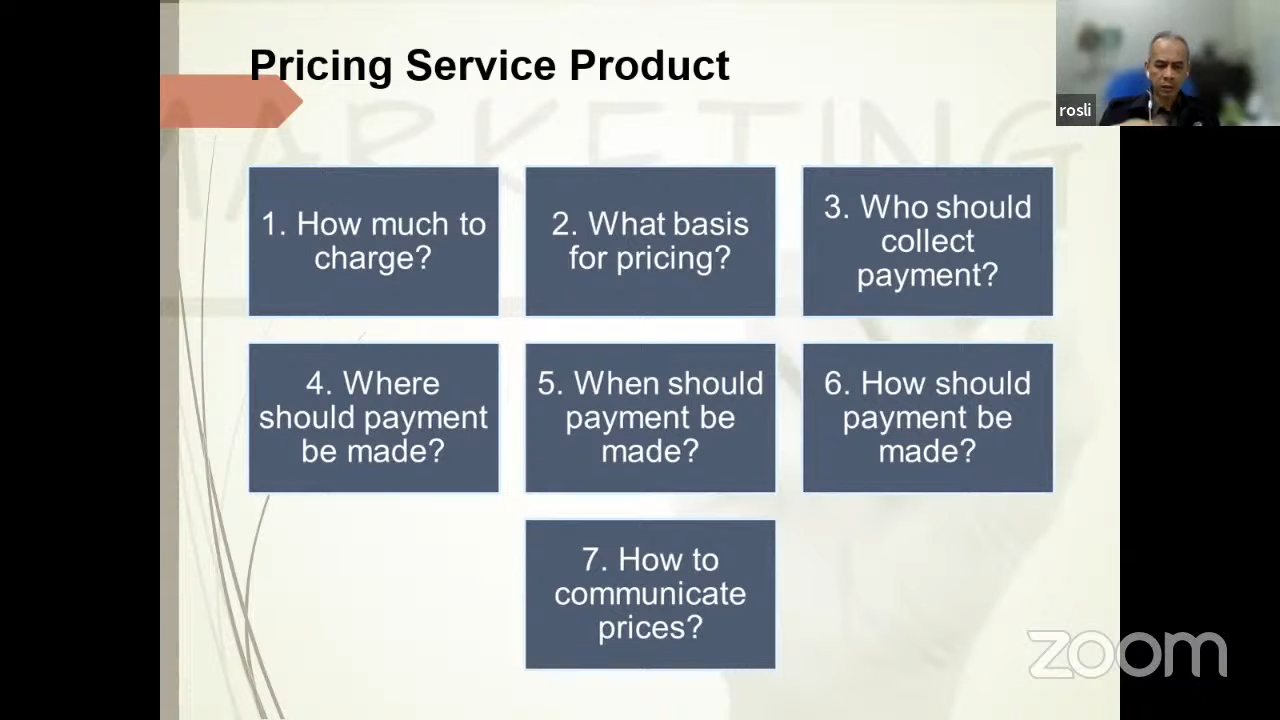 Pricing Service Product
rosli
MARKETING
1. How much to
charge?
2. What basis
for pricing?
3. Who should
collect
payment?
4. Where
should payment
be made?
5. When should
payment be
made?
6. How should
payment be
made?
7. How to
communicate
prices?
zoom